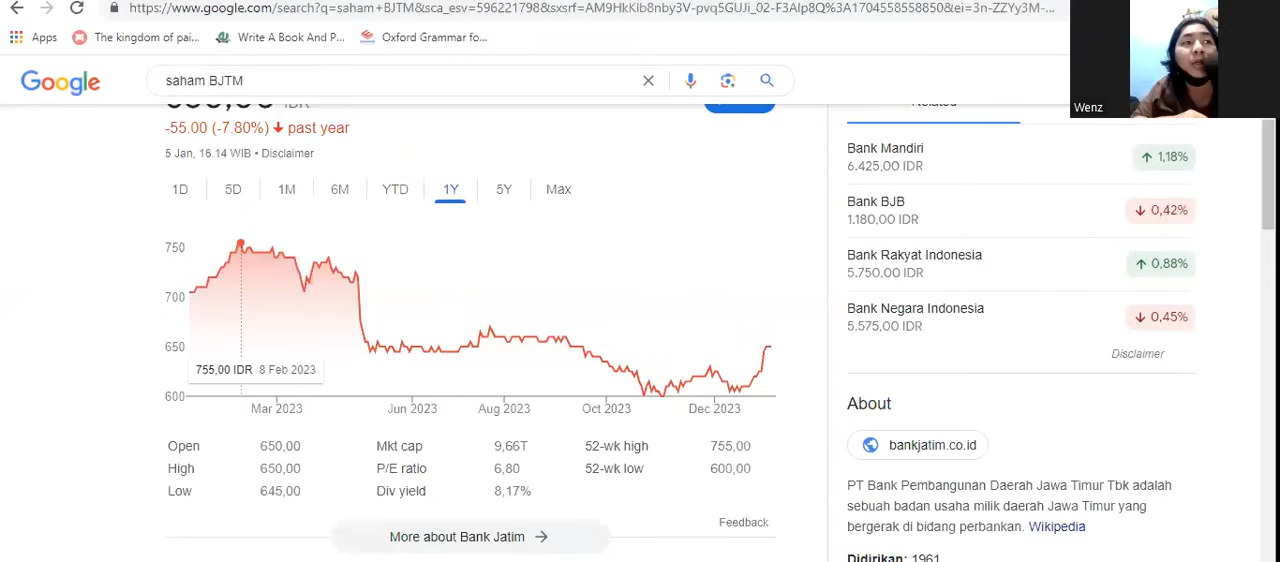 https://www.google.com/search?q=saham+BJTM&sca_esv=596221798&sxsrf=AM9HkKlb8nby3V-pvq5GUJi_02-F3Alp8Q%3A1704558558850&ei=3n-ZZYy3M-...
Apps
The kingdom of pai...
Write A Book And P...
Oxford Grammar fo...
Google
saham BJTM
Wenz
IDR
Related
-55.00 (-7.80%) ↓ past year
5 Jan, 16.14 WIB • Disclaimer
1D 5D 1M 6M YTD 1Y 5Y Max
750
700
650
600
755,00 IDR 8 Feb 2023
Mar 2023 Jun 2023 Aug 2023 Oct 2023 Dec 2023
Open 650,00 Mkt cap 9,66T 52-wk high 755,00
High 650,00 P/E ratio 6,80 52-wk low 600,00
Low 645,00 Div yield 8,17%
Feedback
More about Bank Jatim →
Bank Mandiri
6.425,00 IDR
↑ 1,18%
Bank BJB
1.180,00 IDR
↓ 0,42%
Bank Rakyat Indonesia
5.750,00 IDR
↑ 0,88%
Bank Negara Indonesia
5.575,00 IDR
↓ 0,45%
Disclaimer
About
bankjatim.co.id
PT Bank Pembangunan Daerah Jawa Timur Tbk adalah
sebuah badan usaha milik daerah Jawa Timur yang
bergerak di bidang perbankan. Wikipedia
Didirikan: 1961